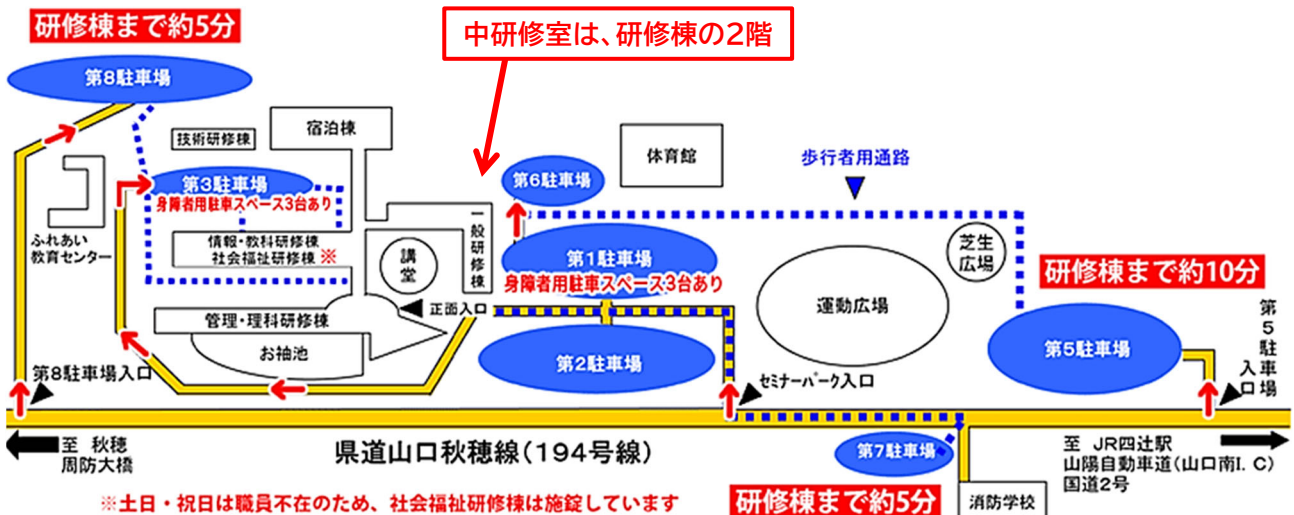 研修棟まで約5分
中研修室は、研修棟の2階
第8駐車場
技術研修棟
宿泊棟
体育館
歩行者用通路
第3駐車場
身障者用駐車スペース3台あり
第6駐車場
ふれあい
教育センター
情報・教科研修棟
社会福祉研修棟 ※
講堂
一般研修棟
第1駐車場
身障者用駐車スペース3台あり
芝生
広場
研修棟まで約10分
運動広場
正面入口
管理・理科研修棟
お袖池
第2駐車場
第5駐車場
第5駐車場
入口
第8駐車場入口
セミナーパーク入口
至 秋穂
周防大橋
県道山口秋穂線(194号線)
第7駐車場
至 JR四辻駅
山陽自動車道(山口南I. C)
国道2号
※土日・祝日は職員不在のため、社会福祉研修棟は施錠しています
研修棟まで約5分
消防学校